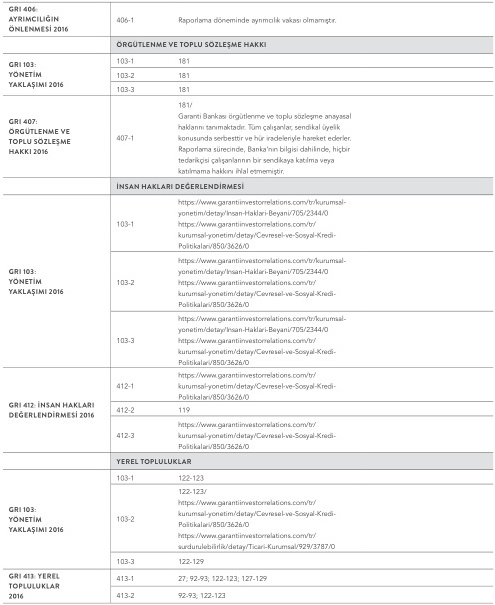 GRI 406:
AYRIMCILIĞIN
ÖNLENMESİ 2016
406-1
Raporlama döneminde ayrımcılık vakası olmamıştır.
ÖRGÜTLENME VE TOPLU SÖZLEŞME HAKKI
GRI 103:
YÖNETİM
YAKLAŞIMI 2016
103-1 181
103-2 181
103-3 181
GRI 407:
ÖRGÜTLENME VE
TOPLU SÖZLEŞME
HAKKI 2016
407-1
181/
Garanti Bankası örgütlenme ve toplu sözleşme anayasal
haklarını tanımaktadır. Tüm çalışanlar, sendikal üyelik
konusunda serbesttir ve hür iradeleriyle hareket ederler.
Raporlama sürecinde, Banka'nın bilgisi dahilinde, hiçbir
tedarikçisi çalışanlarının bir sendikaya katılma veya
katılmama hakkını ihlal etmemiştir.
İNSAN HAKLARI DEĞERLENDİRMESİ
GRI 103:
YÖNETİM
YAKLAŞIMI 2016
103-1
https://www.garantiinvestorrelations.com/tr/kurumsal-
yonetim/detay/Insan-Haklari-Beyani/705/2344/0
https://www.garantiinvestorrelations.com/tr/
kurumsal-yonetim/detay/Cevresel-ve-Sosyal-Kredi-
Politikalari/850/3626/0
103-2
https://www.garantiinvestorrelations.com/tr/kurumsal-
yonetim/detay/Insan-Haklari-Beyani/705/2344/0
https://www.garantiinvestorrelations.com/tr/
kurumsal-yonetim/detay/Cevresel-ve-Sosyal-Kredi-
Politikalari/850/3626/0
103-3
https://www.garantiinvestorrelations.com/tr/kurumsal-
yonetim/detay/Insan-Haklari-Beyani/705/2344/0
https://www.garantiinvestorrelations.com/tr/
kurumsal-yonetim/detay/Cevresel-ve-Sosyal-Kredi-
Politikalari/850/3626/0
GRI 412: İNSAN HAKLARI
DEĞERLENDİRMESİ 2016
412-1
https://www.garantiinvestorrelations.com/tr/
kurumsal-yonetim/detay/Cevresel-ve-Sosyal-Kredi-
Politikalari/850/3626/0
412-2 119
412-3
https://www.garantiinvestorrelations.com/tr/
kurumsal-yonetim/detay/Cevresel-ve-Sosyal-Kredi-
Politikalari/850/3626/0
YEREL TOPLULUKLAR
GRI 103:
YÖNETİM
YAKLAŞIMI 2016
103-1 122-123
103-2
122-123/
https://www.garantiinvestorrelations.com/tr/
kurumsal-yonetim/detay/Cevresel-ve-Sosyal-Kredi-
Politikalari/850/3626/0
https://www.garantiinvestorrelations.com/tr/
surdurulebilirlik/detay/Ticari-Kurumsal/929/3787/0
103-3 122-129
GRI 413: YEREL
TOPLULUKLAR
2016
413-1 27; 92-93; 122-123; 127-129
413-2 92-93; 122-123